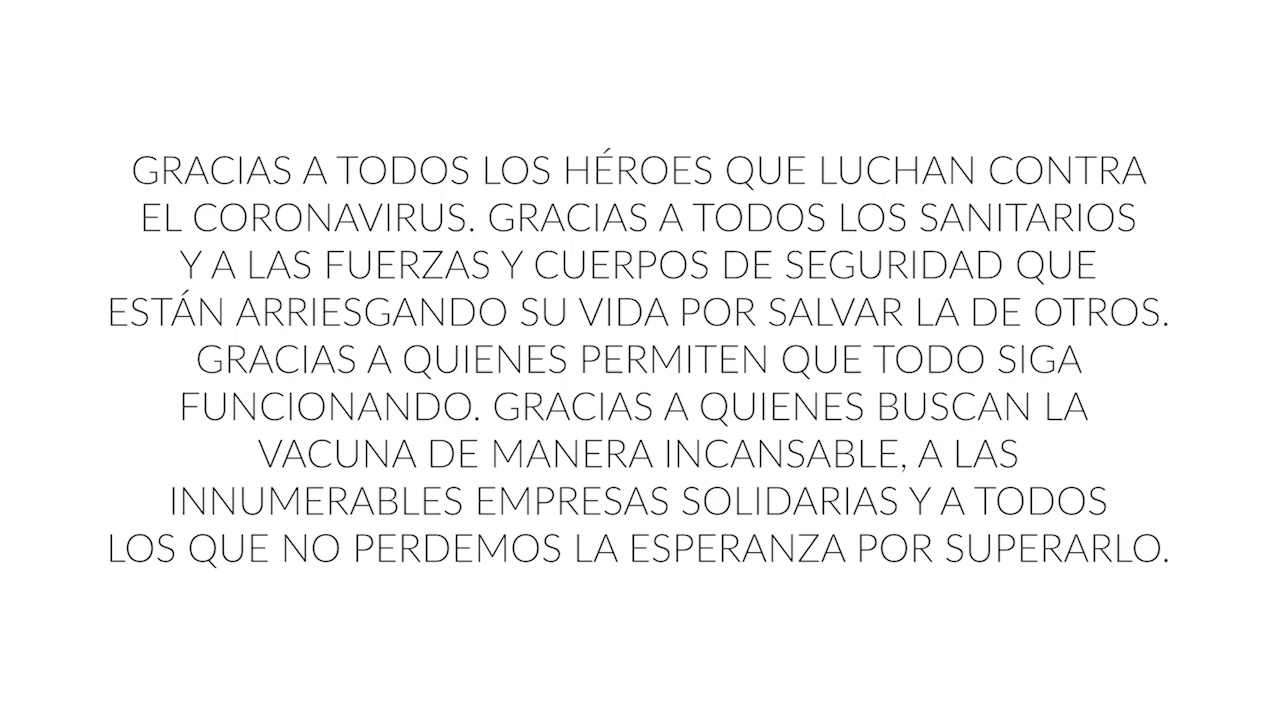 GRACIAS A TODOS LOS HÉROES QUE LUCHAN CONTRA
EL CORONAVIRUS. GRACIAS A TODOS LOS SANITARIOS
Y A LAS FUERZAS Y CUERPOS DE SEGURIDAD QUE
ESTÁN ARRIESGANDO SU VIDA POR SALVAR LA DE OTROS.
GRACIAS A QUIENES PERMITEN QUE TODO SIGA
FUNCIONANDO. GRACIAS A QUIENES BUSCAN LA
VACUNA DE MANERA INCANSABLE, A LAS
INNUMERABLES EMPRESAS SOLIDARIAS Y A TODOS
LOS QUE NO PERDEMOS LA ESPERANZA POR SUPERARLO.